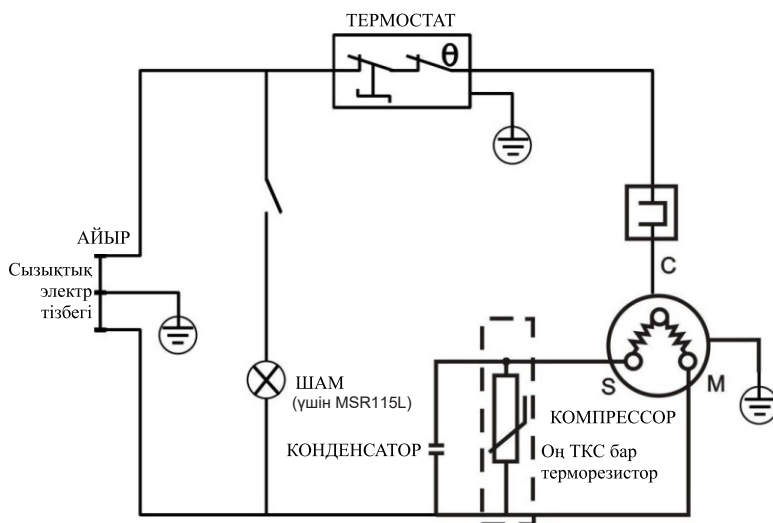 ТЕРМОСТАТ
θ
АЙЫР
Сызықтық
электр
тізбегі
C
S
M
ШАМ
(үшін MSR115L)
КОМПРЕССОР
КОНДЕНСАТОР
Оң ТКС бар
терморезистор